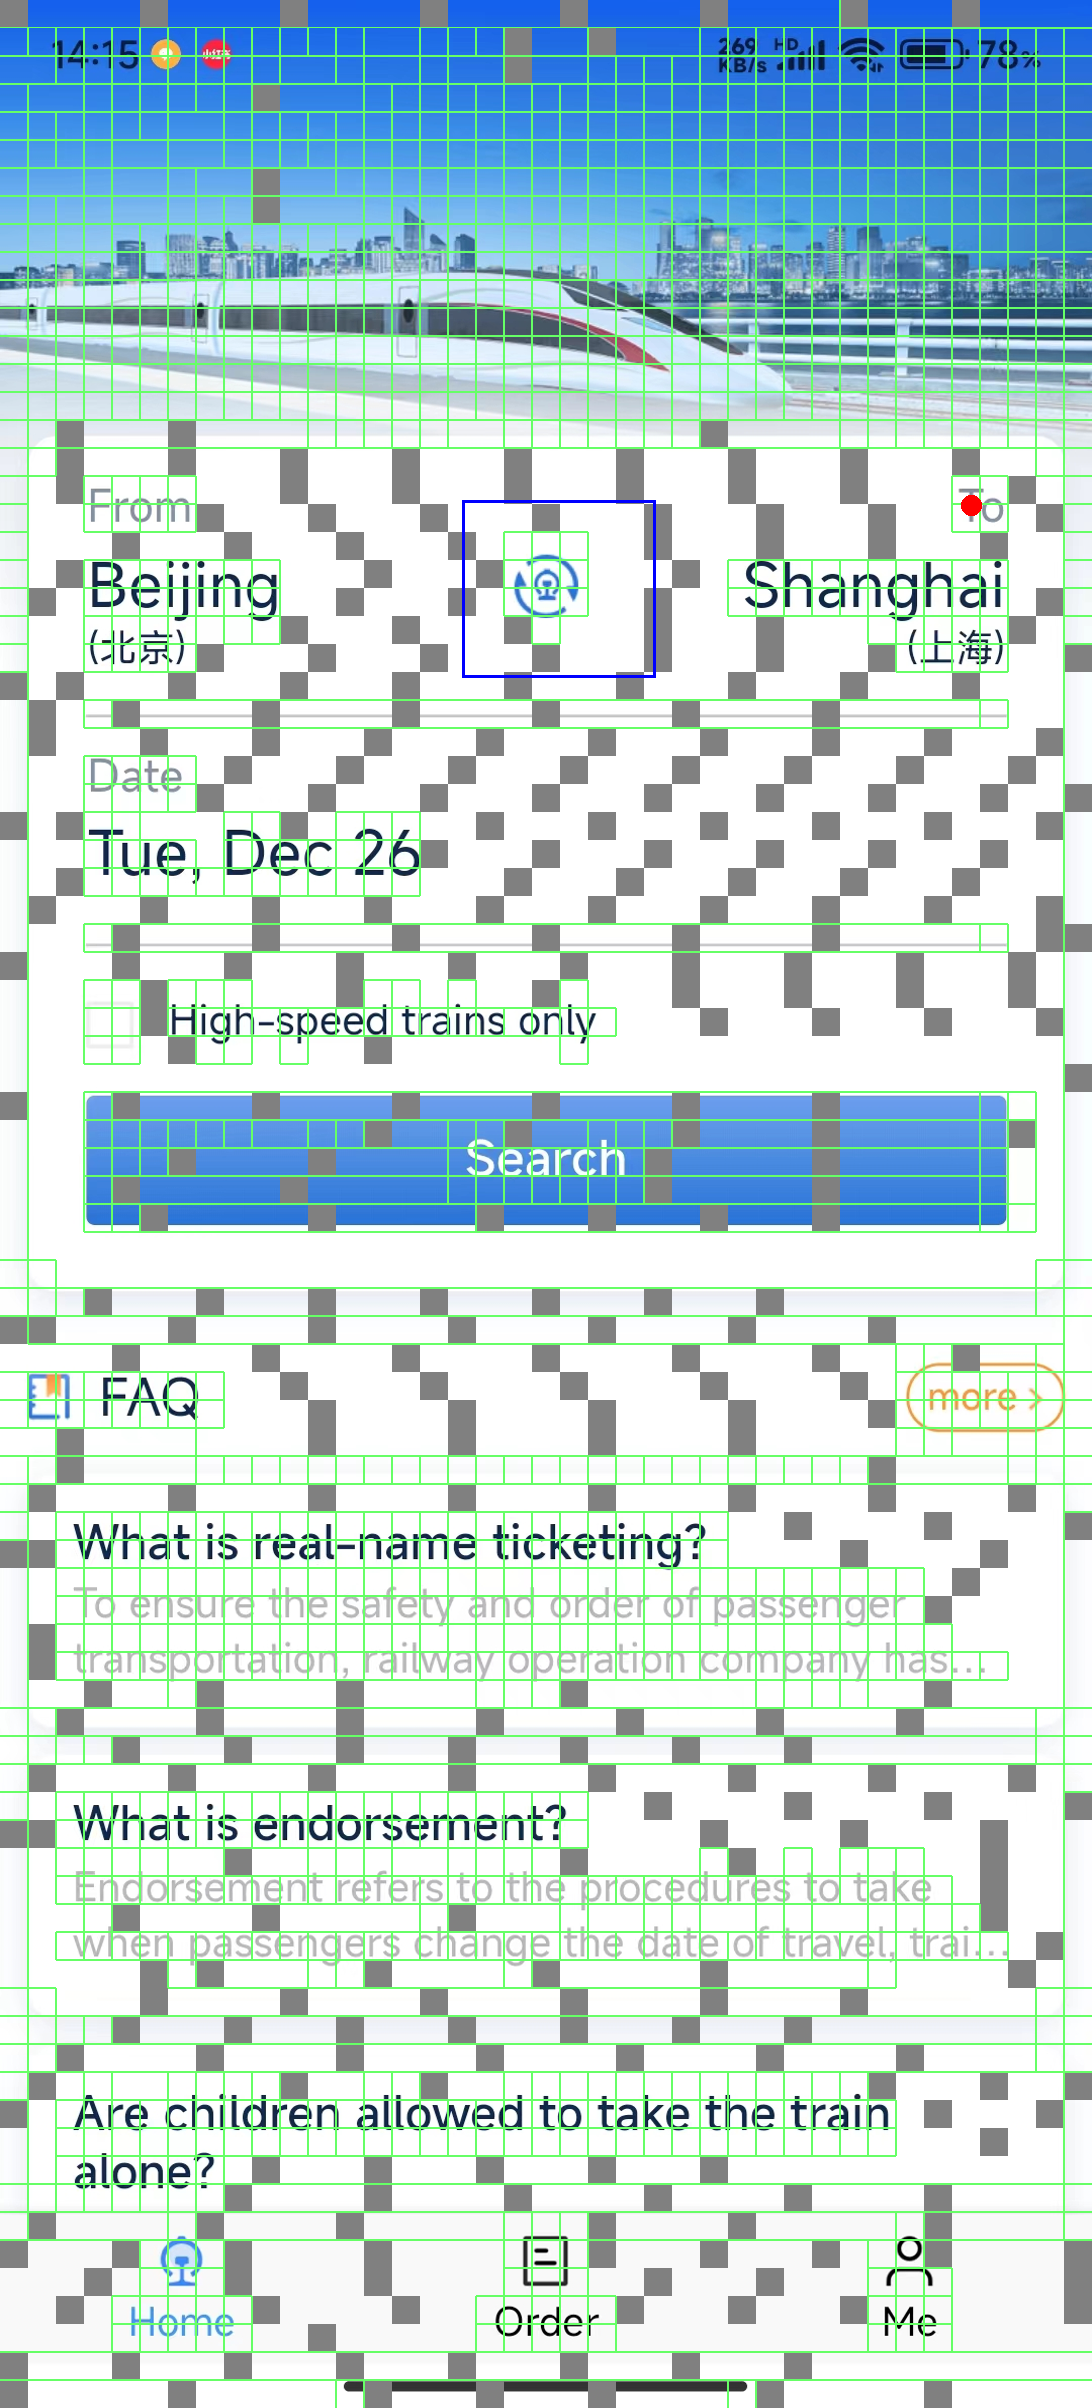 14:15
269 KB/s HD 78%
From To
Beijing Shanghai
(北京) (上海)
Date
Tue, Dec 26
High-speed trains only
Search
FAQ more >
What is real-name ticketing?
To ensure the safety and order of passenger
transportation, railway operation company has...
What is endorsement?
Endorsement refers to the procedures to take
when passengers change the date of travel, trai...
Are children allowed to take the train
alone?
Home Order Me